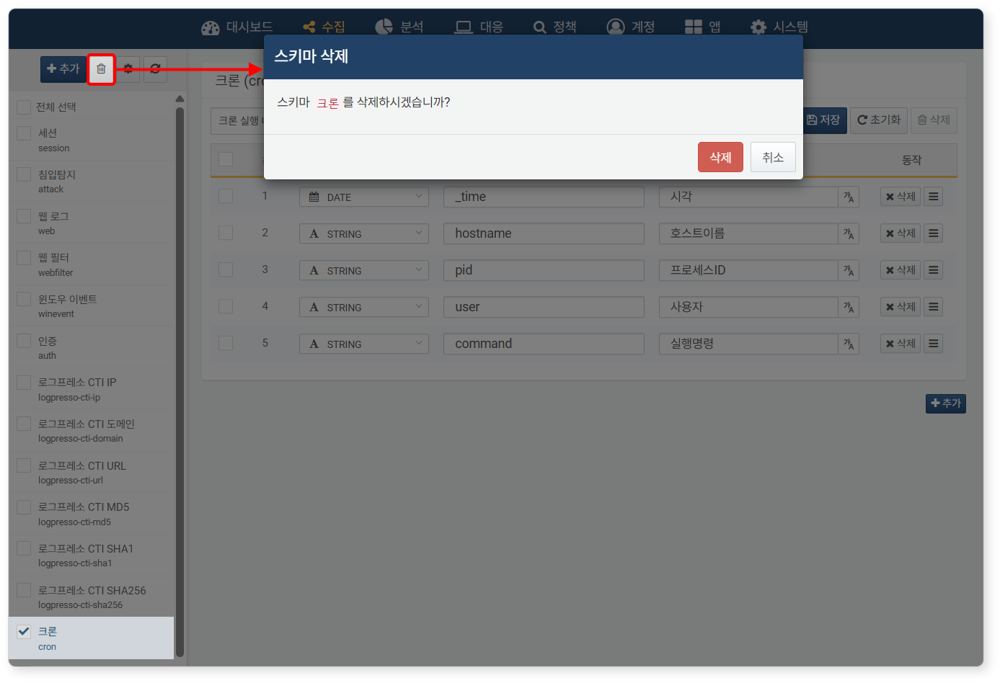 대시보드 수집 분석 대응 정책 계정 앱 시스템
추가
전체 선택
세션
session
침입탐지
attack
웹 로그
web
웹 필터
webfilter
윈도우 이벤트
winevent
인증
auth
로그프레소 CTI IP
logpresso-cti-ip
로그프레소 CTI 도메인
logpresso-cti-domain
로그프레소 CTI URL
logpresso-cti-url
로그프레소 CTI MD5
logpresso-cti-md5
로그프레소 CTI SHA1
logpresso-cti-sha1
로그프레소 CTI SHA256
logpresso-cti-sha256
크론
cron
스키마 삭제
스키마 크론 를 삭제하시겠습니까?
삭제 취소
크론
크론 실행
저장 초기화 삭제
동작
1 DATE _time 시각 가A 삭제
2 STRING hostname 호스트이름 가A 삭제
3 STRING pid 프로세스ID 가A 삭제
4 STRING user 사용자 가A 삭제
5 STRING command 실행명령 가A 삭제
추가